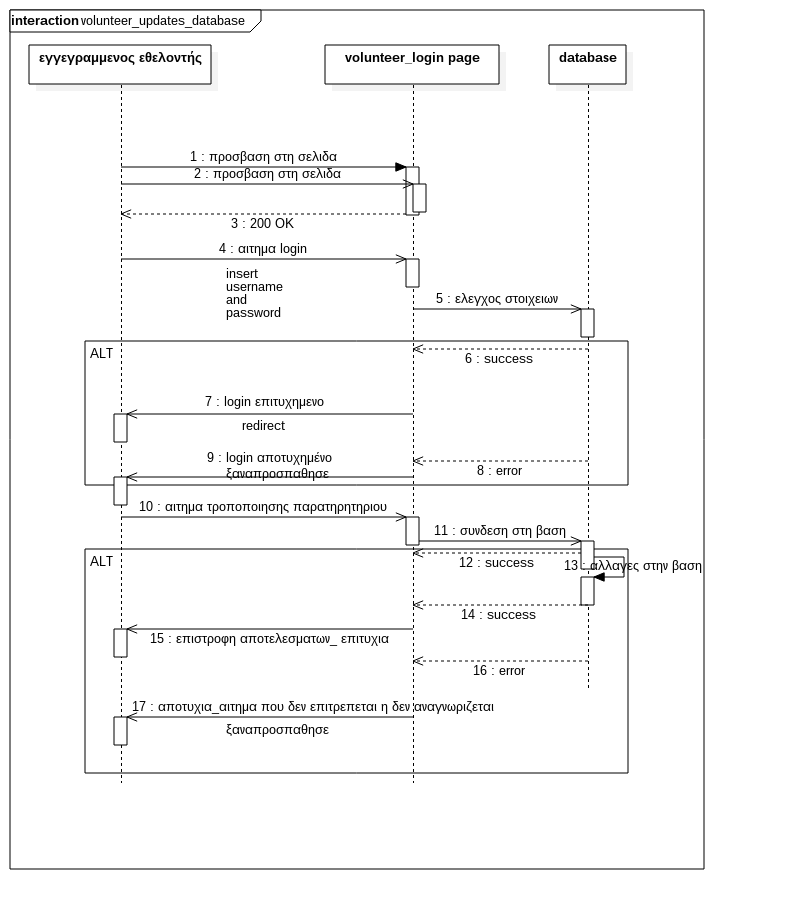 interaction volunteer_updates_database
εγγεγραμμενος εθελοντής
volunteer_login page
database
1 : προσβαση στη σελιδα
2 : προσβαση στη σελιδα
3 : 200 OK
4 : αιτημα login
insert
username
and
password
5 : ελεγχος στοιχειων
ALT
6 : success
7 : login επιτυχημενο
redirect
9 : login αποτυχημένο
ξαναπροσπαθησε
8 : error
10 : αιτημα τροποποιησης παρατηρητηριου
11 : συνδεση στη βαση
ALT
12 : success
13 : αλλαγες στην βαση
14 : success
15 : επιστροφη αποτελεσματων_ επιτυχια
16 : error
17 : αποτυχια_αιτημα που δεν επιτρεπεται η δεν αναγνωριζεται
ξαναπροσπαθησε